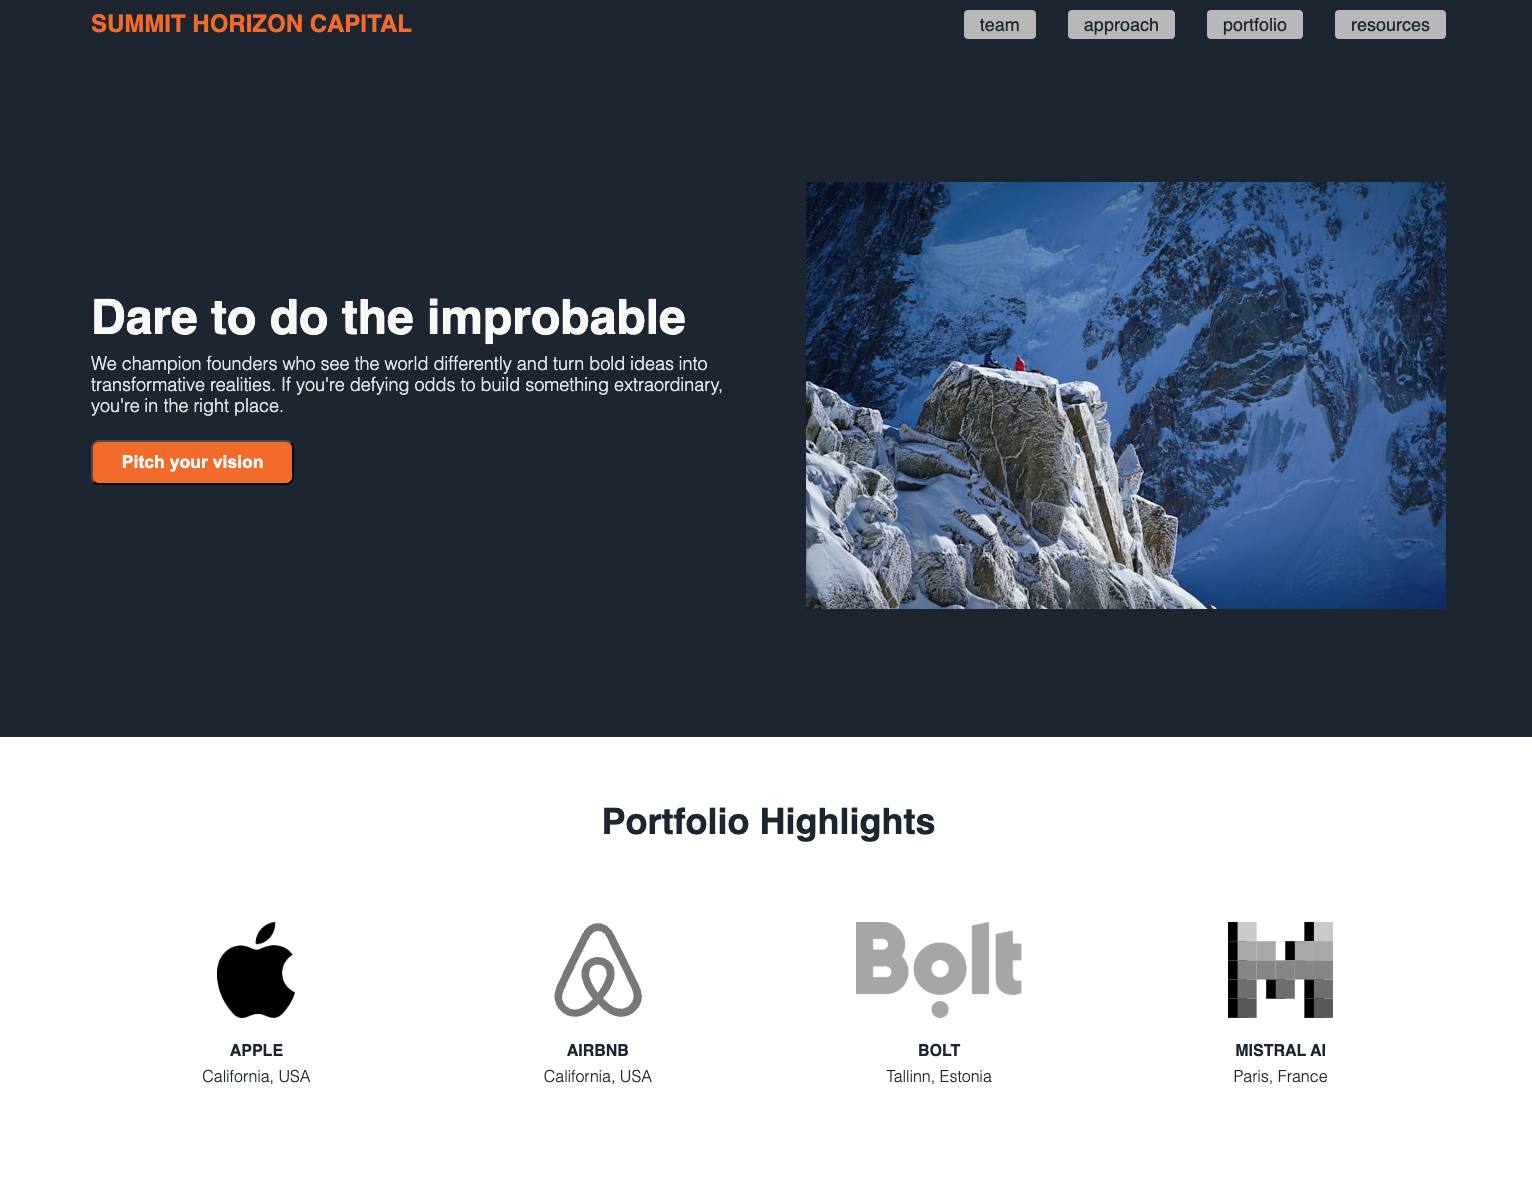 SUMMIT HORIZON CAPITAL
team
approach
portfolio
resources
Dare to do the improbable
We champion founders who see the world differently and turn bold ideas into
transformative realities. If you're defying odds to build something extraordinary,
you're in the right place.
Pitch your vision
Portfolio Highlights
Bolt
APPLE
California, USA
AIRBNB
California, USA
BOLT
Tallinn, Estonia
MISTRAL AI
Paris, France